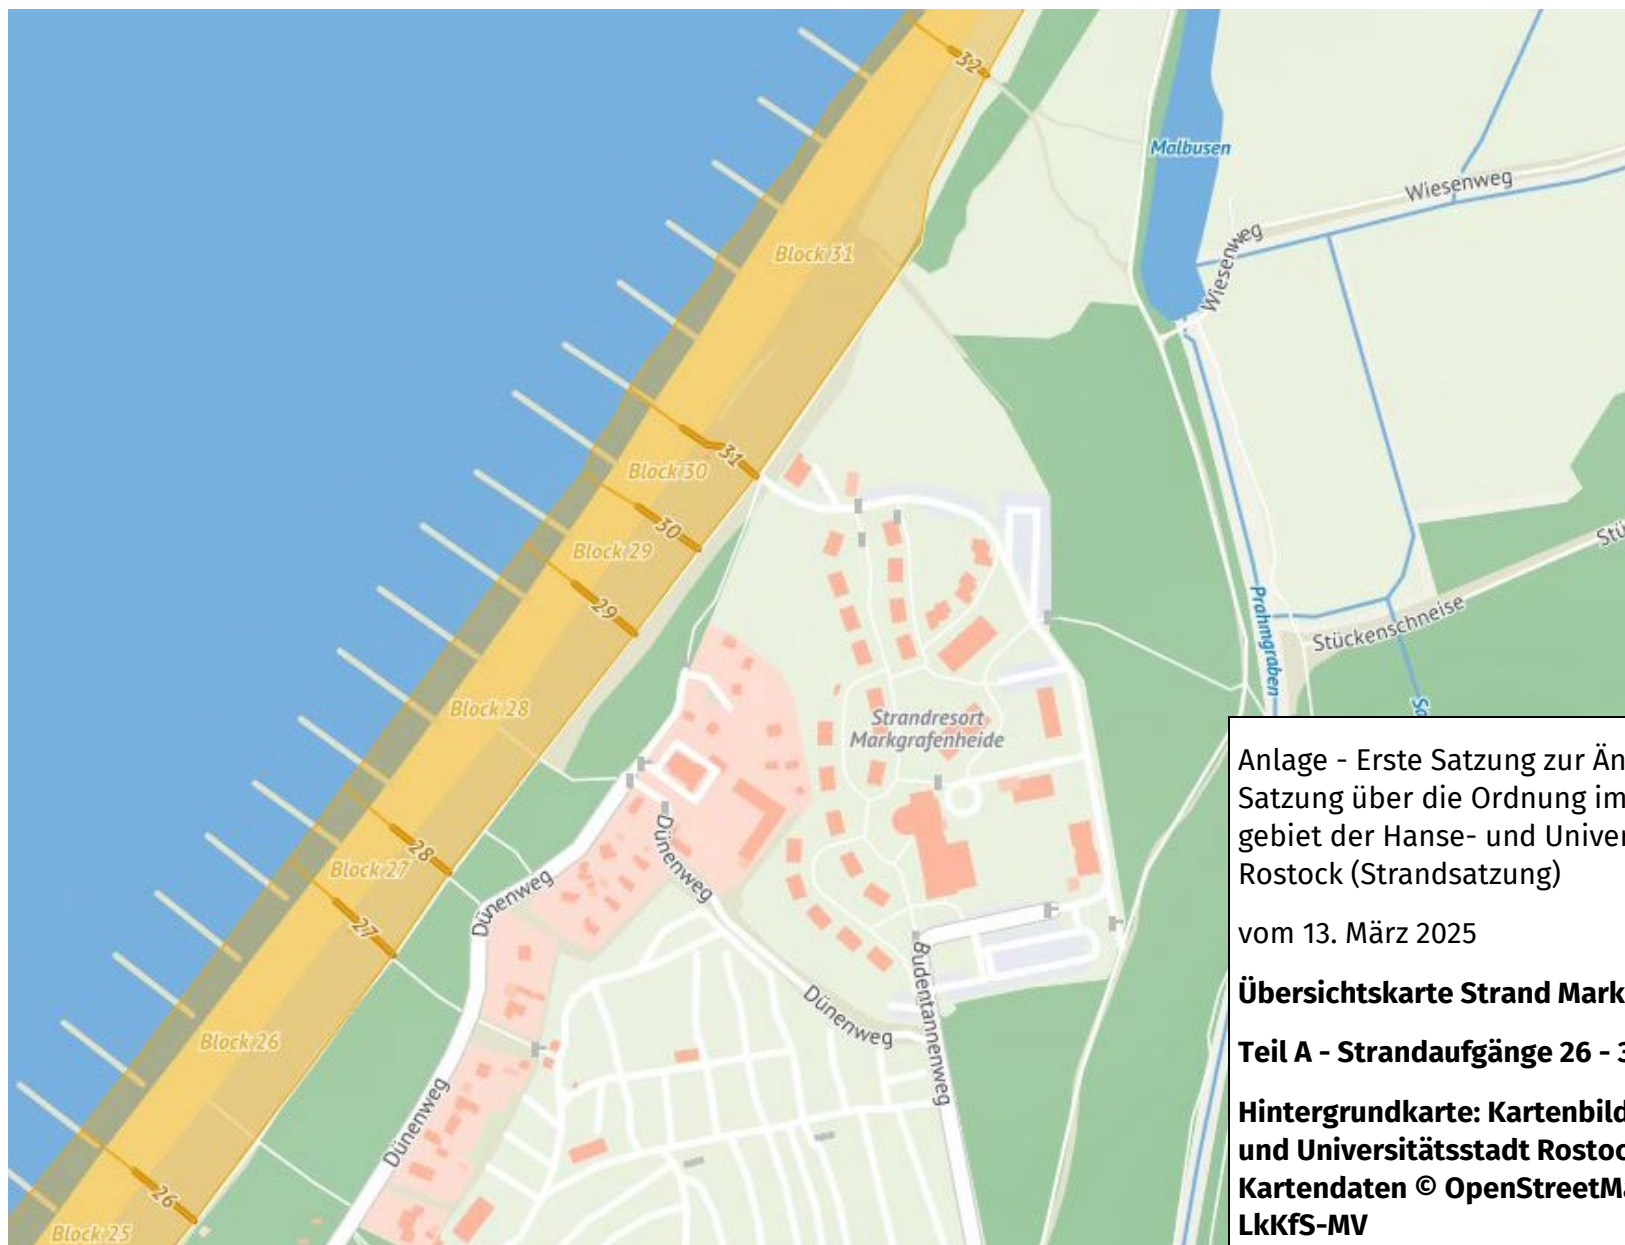 32
Malbusen
Wiesenweg
Wiesenweg
Block 31
31
Block 30
30
Block 29
29
Stückenschneise
Prahmgraben
Block 28
Strandresort
Markgrafenheide
28
Block 27
Dünenweg
Dünenweg
27
Dünenweg
Budentannenweg
Block 26
Dünenweg
26
Block 25
Anlage - Erste Satzung zur Än
Satzung über die Ordnung im
gebiet der Hanse- und Univer
Rostock (Strandsatzung)
vom 13. März 2025
Übersichtskarte Strand Mark
Teil A - Strandaufgänge 26 - 3
Hintergrundkarte: Kartenbild
und Universitätsstadt Rostoc
Kartendaten © OpenStreetMa
LkKfS-MV